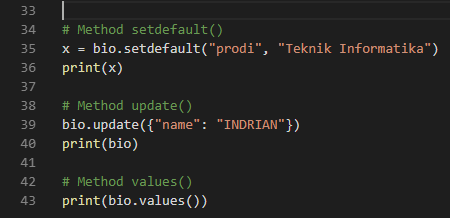 33
34 # Method setdefault()
35 x = bio.setdefault("prodi", "Teknik Informatika")
36 print(x)
37
38 # Method update()
39 bio.update({"name": "INDRIAN"})
40 print(bio)
41
42 # Method values()
43 print(bio.values())